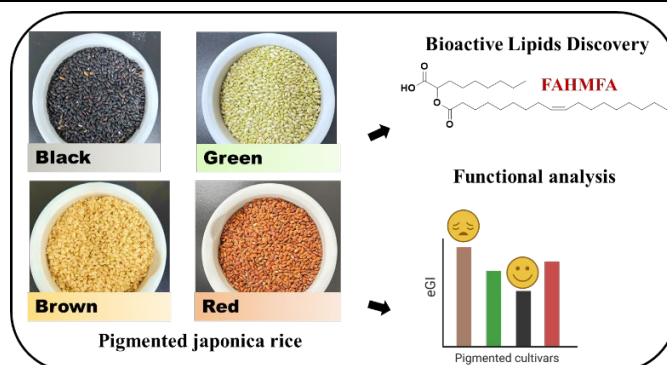 Black
Green
Brown
Red
Pigmented japonica rice
Bioactive Lipids Discovery
O
HO
FAHMFA
O
O
Functional analysis
eGI
Pigmented cultivars